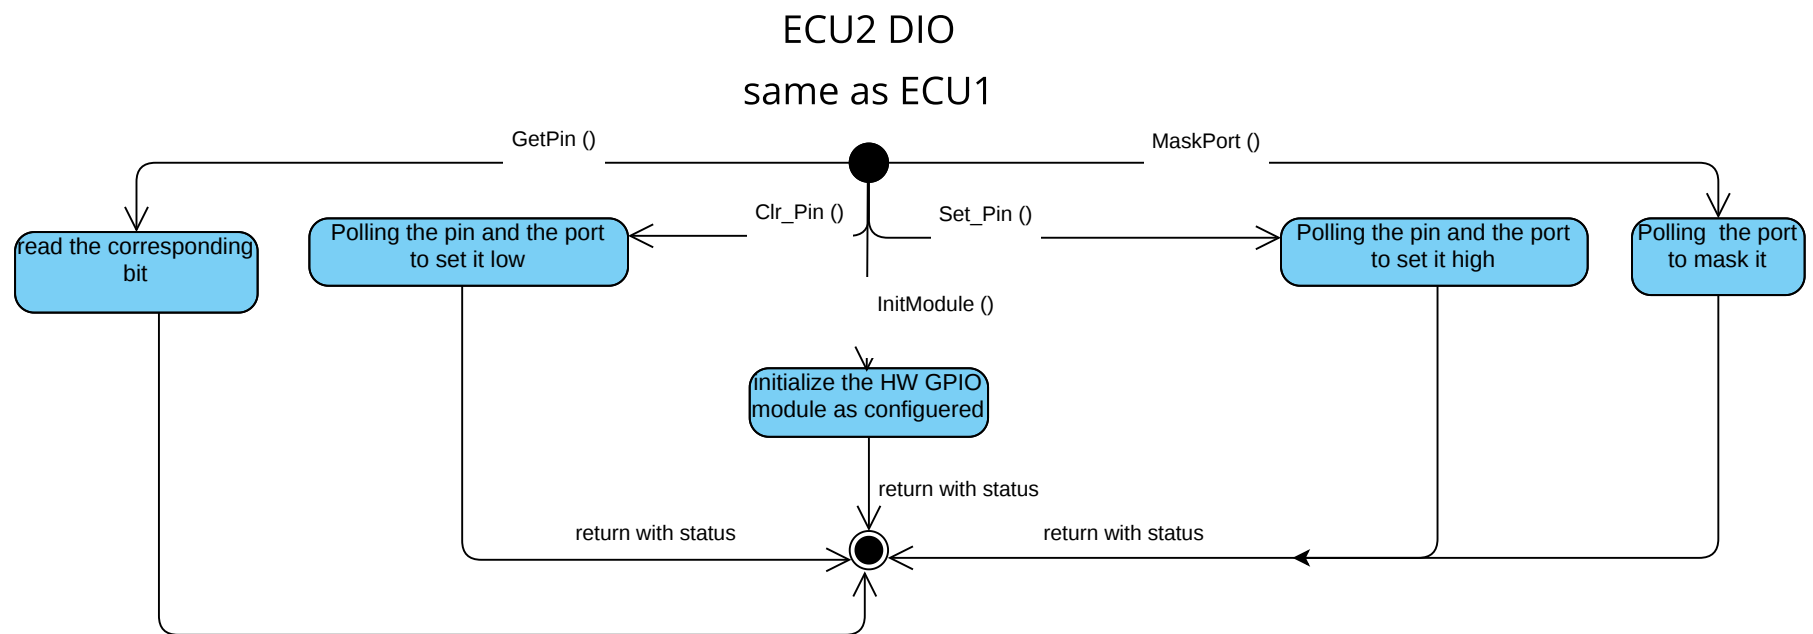 ECU2 DIO
same as ECU1
GetPin ()
MaskPort ()
Clr_Pin ()
Set_Pin ()
read the corresponding
bit
Polling the pin and the port
to set it low
Polling the pin and the port
to set it high
Polling  the port
to mask it
InitModule ()
initialize the HW GPIO
module as configuered
return with status
return with status
return with status